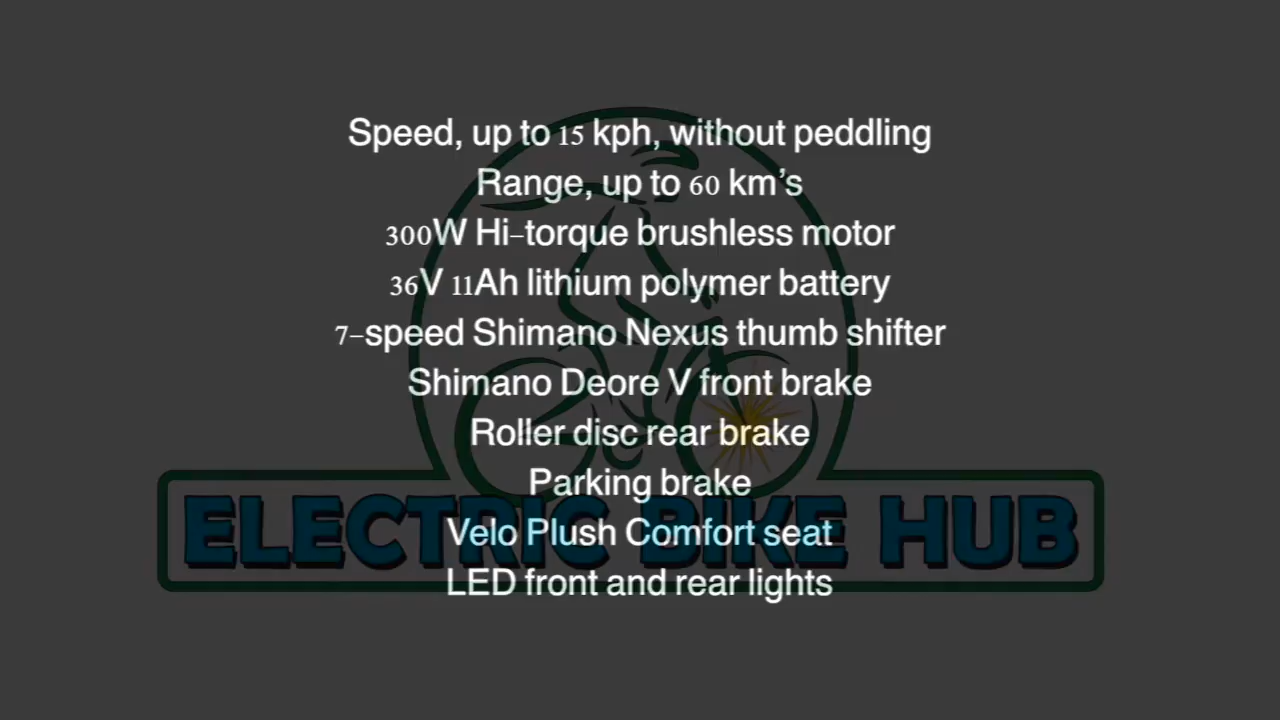 Speed, up to 15 kph, without peddling
Range, up to 60 km’s
300W Hi-torque brushless motor
36V 11Ah lithium polymer battery
7-speed Shimano Nexus thumb shifter
Shimano Deore V front brake
Roller disc rear brake
Parking brake
ELECTRIC BIKE HUB
Velo Plush Comfort seat
LED front and rear lights